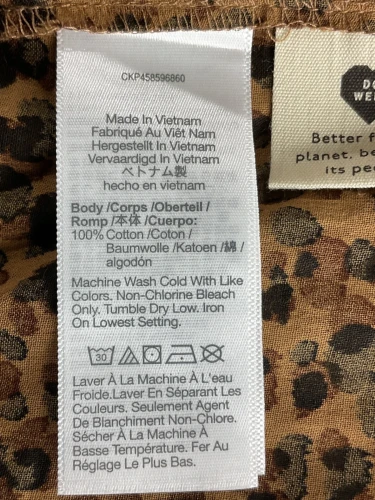 CKP458596860
Made In Vietnam
Fabriqué Au Viêt Nam
Hergestellt In Vietnam
Vervaardigd In Vietnam
ベトナム製
hecho en vietnam
Body /Corps /Oberteil /
Romp /本体 /Cuerpo:
100% Cotton /Coton /
Baumwolle /Katoen /綿 /
algodón
Machine Wash Cold With Like
Colors. Non-Chlorine Bleach
Only. Tumble Dry Low. Iron
On Lowest Setting.
30
Laver À La Machine À L'eau
Froide.Laver En Séparant Les
Couleurs. Seulement Agent
De Blanchiment Non-Chlore.
Sécher À La Machine À
Basse Température. Fer Au
Réglage Le Plus Bas.
DO
WE
Better f
planet, be
its pe